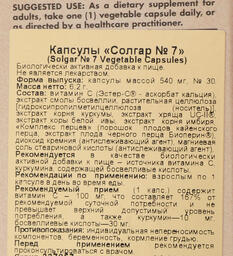 SUGGESTED USE: As a dietary supplement for
adults, take one (1) vegetable capsule daily, or
as directed by a healthcare practitioner.
Капсулы «Солгар № 7»
(Solgar № 7 Vegetable Capsules)
Биологически активная добавка к пище.
Не является лекарством.
Форма выпуска: капсулы массой 540 мг, № 30.
Масса нетто: 6,2 г
Состав: витамин С (Эстер-С® - аскорбат кальция),
экстракт смолы босвеллии, растительная целлюлоза
(гидроксипропилметилцеллюлоза (носитель)),
экстракт корня куркумы, экстракт хряща UC-II®,
экстракт коры белой ивы, экстракт корня имбиря
«Комплекс перцев» (порошок плодов кайенского
перца, экстракт плода черного перца Биоперин®),
диоксид кремния (антислеживающий агент), магниевая
соль стеариновой кислоты (антислеживающий агент).
Рекомендуется в качестве биологически
активной добавки к пище – источника витамина С,
куркумина, содержащей босвеллиевые кислоты.
Рекомендации по применению: взрослым по 1
капсуле в день во время еды.
Рекомендуемый прием (1 капс.) содержит
витамин С – 100 мг, что составляет 167% от
рекомендуемой суточной потребности и не
превышает верхний допустимый уровень
потребления, а также куркумин–10 мг,
босвеллиевые кислоты–30 мг.
Противопоказания: индивидуальная непереносимость
компонентов, беременность, кормление грудью.
Перед применением рекомендуется
проконсультироваться с врачом.